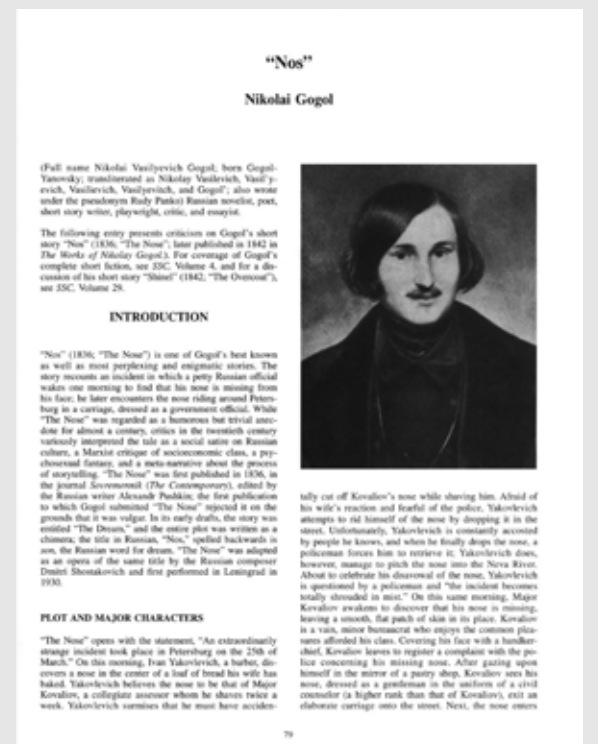 “Nos”
Nikolai Gogol
(Full name Nikolai Vasilyevich Gogol; born Gogol-
Yanovsky; transliterated as Nikolay Vasilevich, Vasil'y-
evich, Vasilievich, Vasilyevitch, and Gogol'; also wrote
under the pseudonym Rudy Panko) Russian novelist, poet,
short story writer, playwright, critic, and essayist.
The following entry presents criticism on Gogol's short
story “Nos” (1836, “The Nose”; later published in 1842 in
The Works of Nikolay Gogol.). For coverage of Gogol's
complete short fiction, see SSC, Volume 4, and for a dis-
cussion of his short story “Shinel” (1842, “The Overcoat”),
see SSC, Volume 29.
INTRODUCTION
“Nos” (1836; “The Nose”) is one of Gogol's best known
as well as most perplexing and enigmatic stories. The
story recounts an incident in which a petty Russian official
wakes one morning to find that his nose is missing from
his face; he later encounters the nose riding around Peters-
burg in a carriage, dressed as a government official. While
“The Nose” was regarded as a humorous but trivial anec-
dote for almost a century, critics in the twentieth century
variously interpreted the tale as a social satire on Russian
culture, a Marxist critique of socioeconomic class, a psy-
chosexual fantasy, and a meta-narrative about the process
of storytelling. “The Nose” was first published in 1836, in
the journal Sovremennik (The Contemporary), edited by
the Russian writer Alexandr Pushkin; the first publication
to which Gogol submitted “The Nose” rejected it on the
grounds that it was vulgar. In its early drafts, the story was
entitled “The Dream,” and the entire plot was written as a
chimera; the title in Russian, “Nos,” spelled backwards is
son, the Russian word for dream. “The Nose” was adapted
as an opera of the same title by the Russian composer
Dmitri Shostakovich and first performed in Leningrad in
1930.
PLOT AND MAJOR CHARACTERS
“The Nose” opens with the statement, “An extraordinarily
strange incident took place in Petersburg on the 25th of
March.” On this morning, Ivan Yakovlevich, a barber, dis-
covers a nose in the center of a loaf of bread his wife has
baked. Yakovlevich believes the nose to be that of Major
Kovaliov, a collegiate assessor whom he shaves twice a
week. Yakovlevich surmises that he must have acciden-
tally cut off Kovaliov's nose while shaving him. Afraid of
his wife's reaction and fearful of the police, Yakovlevich
attempts to rid himself of the nose by dropping it in the
street. Unfortunately, Yakovlevich is constantly accosted
by people he knows, and when he finally drops the nose, a
policeman forces him to retrieve it; Yakovlevich does,
however, manage to pitch the nose into the Neva River.
About to celebrate his disavowal of the nose, Yakovlevich
is questioned by a policeman and “the incident becomes
totally shrouded in mist.” On this same morning, Major
Kovaliov awakens to discover that his nose is missing,
leaving a smooth, flat patch of skin in its place. Kovaliov
is a vain, minor bureaucrat who enjoys the common plea-
sures afforded his class. Covering his face with a handker-
chief, Kovaliov leaves to register a complaint with the po-
lice concerning his missing nose. After gazing upon
himself in the mirror of a pastry shop, Kovaliov sees his
nose, dressed as a gentleman in the uniform of a civil
counselor (a higher rank than that of Kovaliov), exit an
elaborate carriage onto the street. Next, the nose enters
79